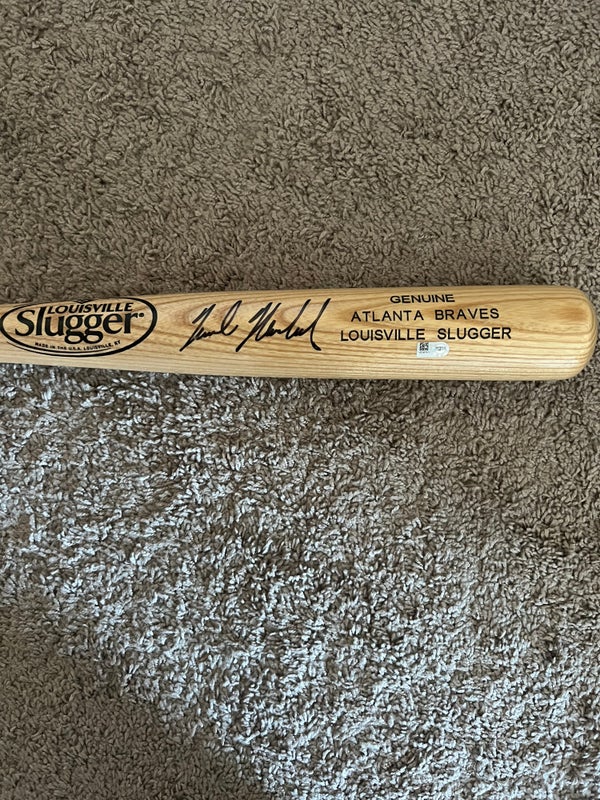 LOUISVILLE
Slugger®
MADE IN THE U.S.A. LOUISVILLE, KY
GENUINE
ATLANTA BRAVES
LOUISVILLE SLUGGER